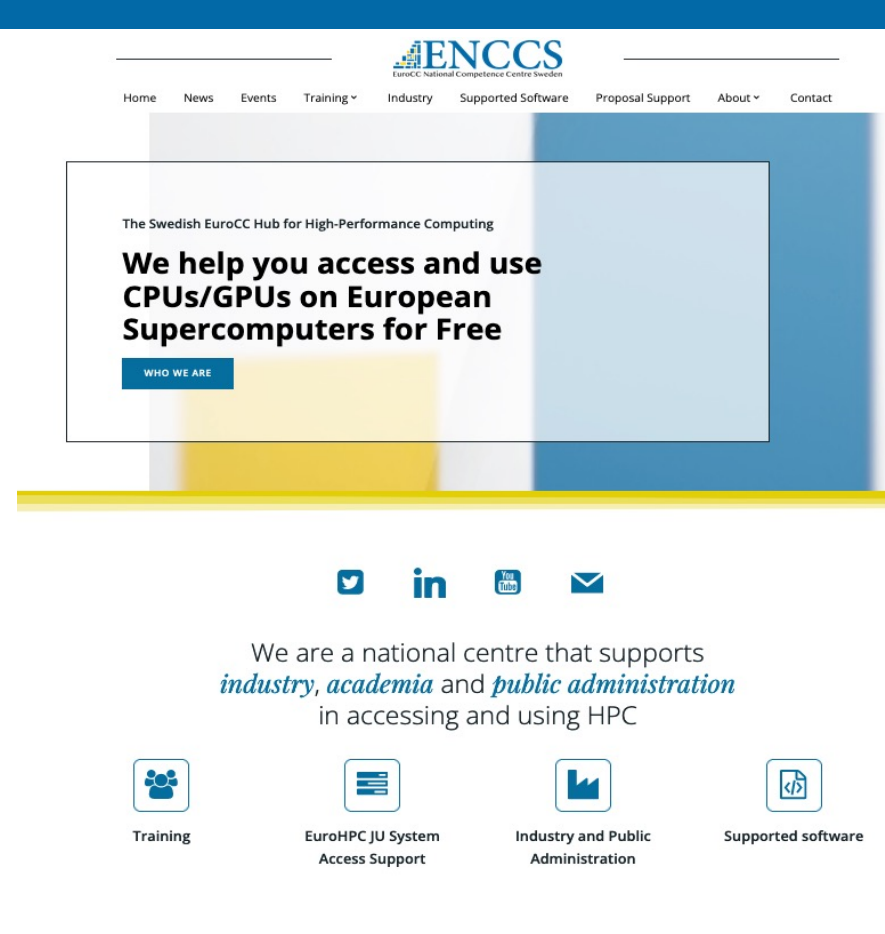 ENCCS
EuroCC National Competence Centre Sweden
Home News Events Training Industry Supported Software Proposal Support About Contact
The Swedish EuroCC Hub for High-Performance Computing
We help you access and use
CPUs/GPUs on European
Supercomputers for Free
WHO WE ARE
in You Tube
We are a national centre that supports
industry, academia and public administration
in accessing and using HPC
Training
EuroHPC JU System
Access Support
Industry and Public
Administration
Supported software